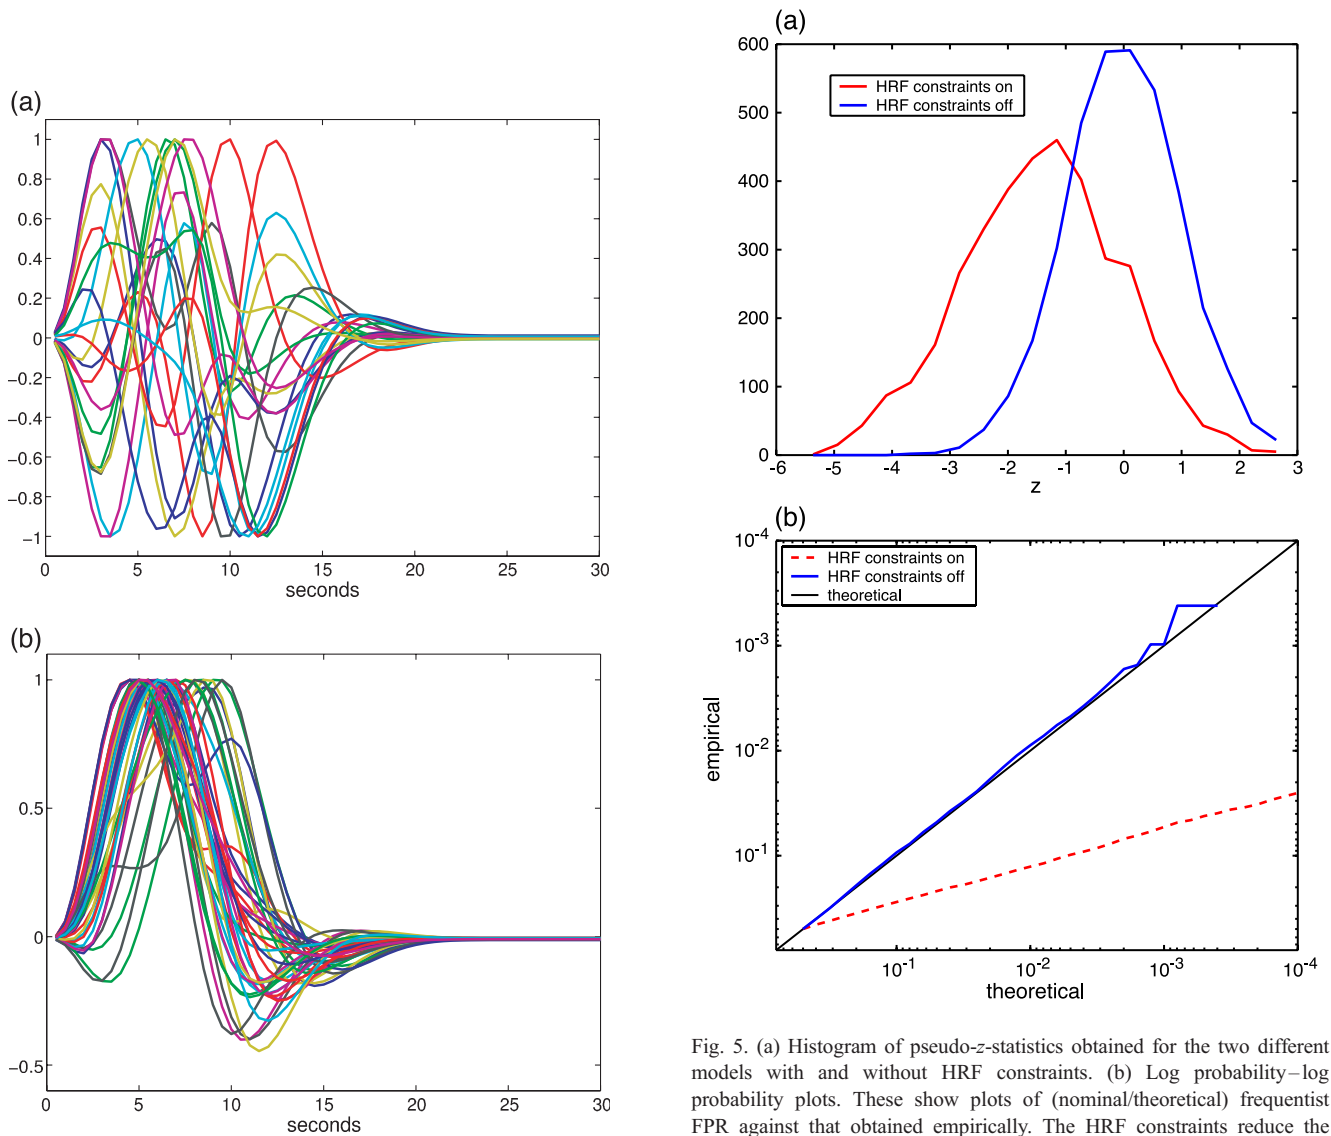 (a)
1
0.8
0.6
0.4
0.2
0
−0.2
−0.4
−0.6
−0.8
−1
0 5 10 15 20 25 30
seconds
(b)
1
0.5
0
−0.5
0 5 10 15 20 25 30
seconds
(a)
600
500
400
300
200
100
0
HRF constraints on
HRF constraints off
-6 -5 -4 -3 -2 -1 0 1 2 3
z
(b)
HRF constraints on
HRF constraints off
theoretical
10-4
10-3
10-2
10-1
empirical
10-1 10-2 10-3 10-4
theoretical
Fig. 5. (a) Histogram of pseudo-z-statistics obtained for the two different
models with and without HRF constraints. (b) Log probability–log
probability plots. These show plots of (nominal/theoretical) frequentist
FPR against that obtained empirically. The HRF constraints reduce the